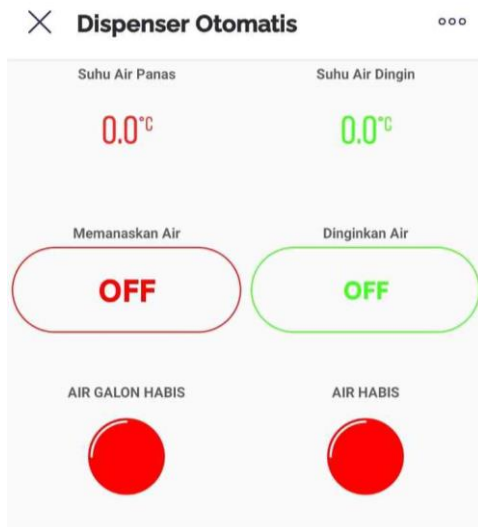 Dispenser Otomatis
Suhu Air Panas
Suhu Air Dingin
0.0°C
0.0°C
Memanaskan Air
Dinginkan Air
OFF
OFF
AIR GALON HABIS
AIR HABIS